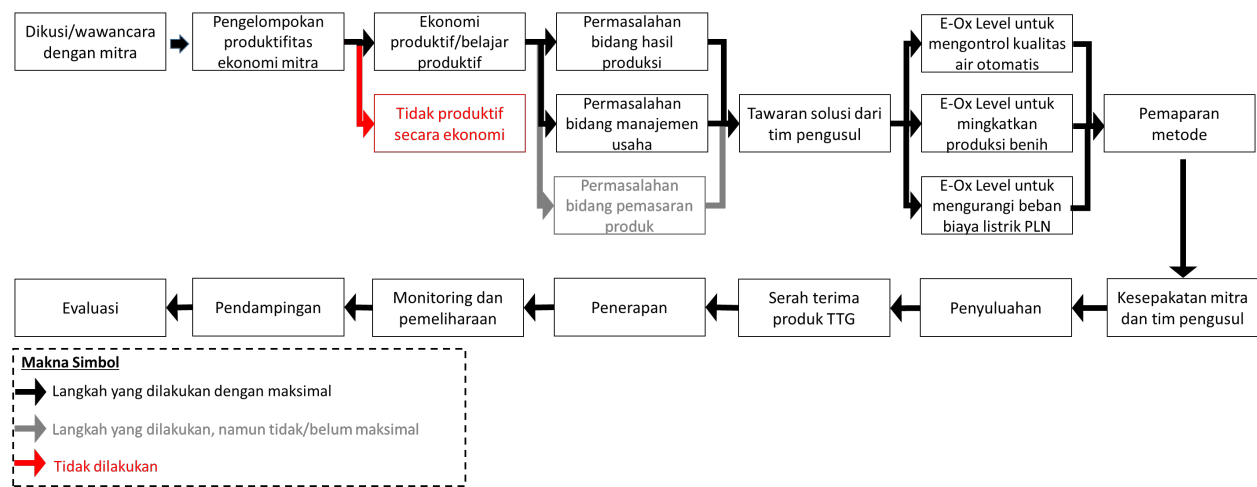 Dikusi/wawancara
dengan mitra
Pengelompokan
produktifitas
ekonomi mitra
Ekonomi
produktif/belajar
produktif
Tidak produktif
secara ekonomi
Permasalahan
bidang hasil
produksi
Permasalahan
bidang manajemen
usaha
Permasalahan
bidang pemasaran
produk
Tawaran solusi dari
tim pengusul
E-Ox Level untuk
mengontrol kualitas
air otomatis
E-Ox Level untuk
mingkatkan
produksi benih
E-Ox Level untuk
mengurangi beban
biaya listrik PLN
Pemaparan
metode
Kesepakatan mitra
dan tim pengusul
Penyuluahan
Serah terima
produk TTG
Penerapan
Monitoring dan
pemeliharaan
Pendampingan
Evaluasi
Makna Simbol
Langkah yang dilakukan dengan maksimal
Langkah yang dilakukan, namun tidak/belum maksimal
Tidak dilakukan